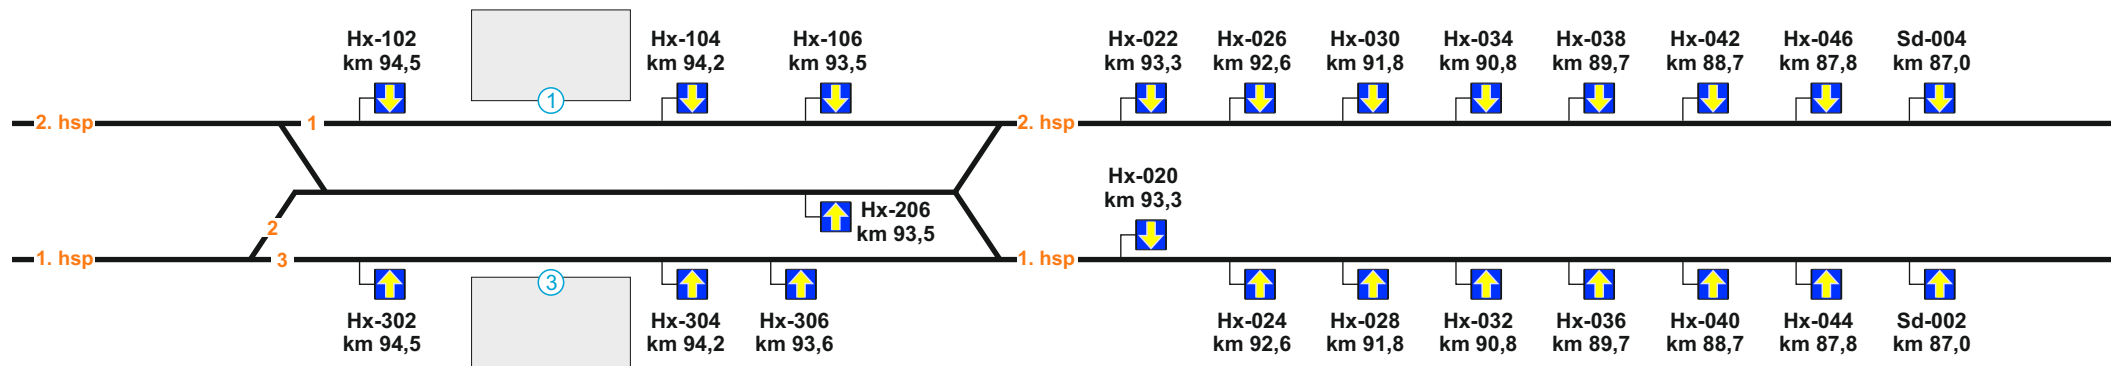 Hx-102
km 94,5
Hx-104
km 94,2
Hx-106
km 93,5
Hx-022
km 93,3
Hx-026
km 92,6
Hx-030
km 91,8
Hx-034
km 90,8
Hx-038
km 89,7
Hx-042
km 88,7
Hx-046
km 87,8
Sd-004
km 87,0
1
2. hsp
1
2. hsp
Hx-020
km 93,3
Hx-206
km 93,5
2
1. hsp
3
1. hsp
3
Hx-302
km 94,5
Hx-304
km 94,2
Hx-306
km 93,6
Hx-024
km 92,6
Hx-028
km 91,8
Hx-032
km 90,8
Hx-036
km 89,7
Hx-040
km 88,7
Hx-044
km 87,8
Sd-002
km 87,0